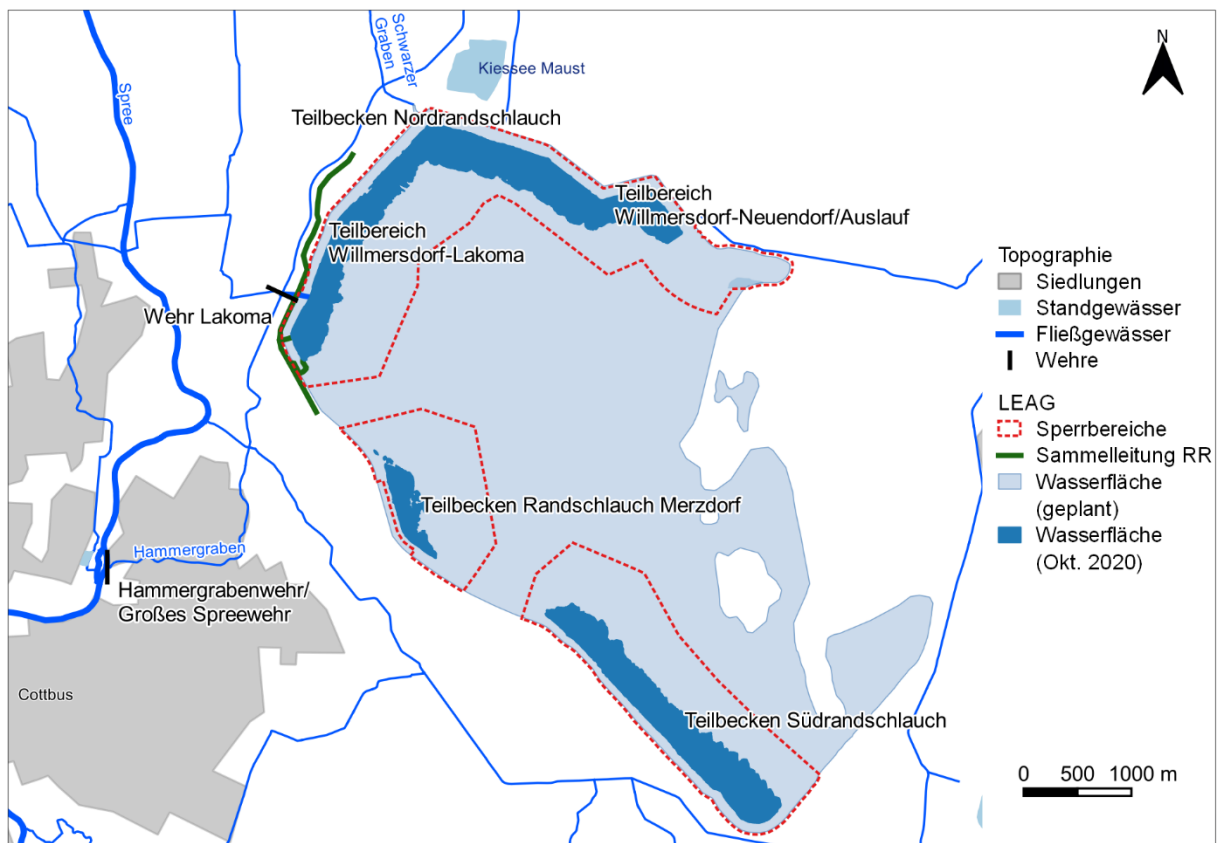 Schwarzer
Graben
Kiessee Maust
N
Spree
Teilbecken Nordrandschlauch
Teilbereich
Willmersdorf-Neuendorf/Auslauf
Teilbereich
Willmersdorf-Lakoma
Wehr Lakoma
Teilbecken Randschlauch Merzdorf
Hammergraben
Hammergrabenwehr/
Großes Spreewehr
Cottbus
Teilbecken Südrandschlauch
Topographie
Siedlungen
Standgewässer
Fließgewässer
Wehre
LEAG
Sperrbereiche
Sammelleitung RR
Wasserfläche
(geplant)
Wasserfläche
(Okt. 2020)
0 500 1000 m